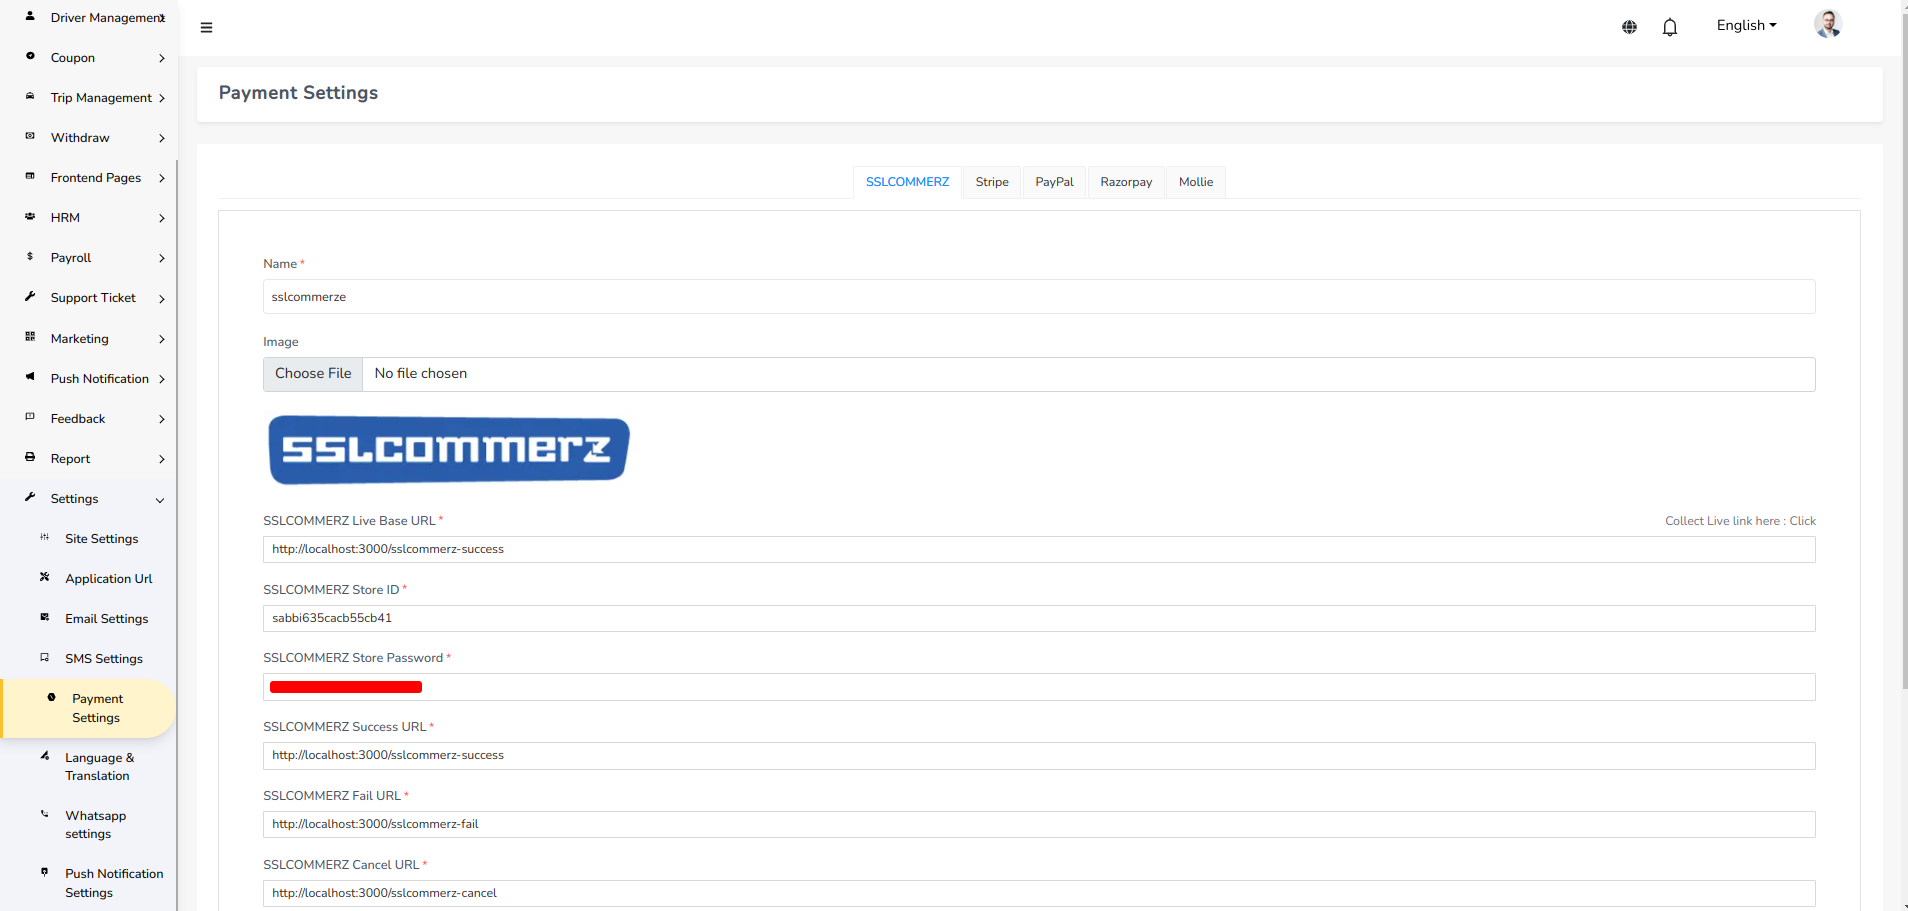 Driver Management
Coupon
Trip Management
Withdraw
Frontend Pages
HRM
Payroll
Support Ticket
Marketing
Push Notification
Feedback
Report
Settings
Site Settings
Application Url
Email Settings
SMS Settings
Payment
Settings
Language &
Translation
Whatsapp
settings
Push Notification
Settings
English
Payment Settings
SSLCOMMERZ Stripe PayPal Razorpay Mollie
Name *
sslcommerze
Image
Choose File No file chosen
SSLCOMMERZ
SSLCOMMERZ Live Base URL * Collect Live link here : Click
http://localhost:3000/sslcommerz-success
SSLCOMMERZ Store ID *
sabbi635cacb55cb41
SSLCOMMERZ Store Password *
SSLCOMMERZ Success URL *
http://localhost:3000/sslcommerz-success
SSLCOMMERZ Fail URL *
http://localhost:3000/sslcommerz-fail
SSLCOMMERZ Cancel URL *
http://localhost:3000/sslcommerz-cancel